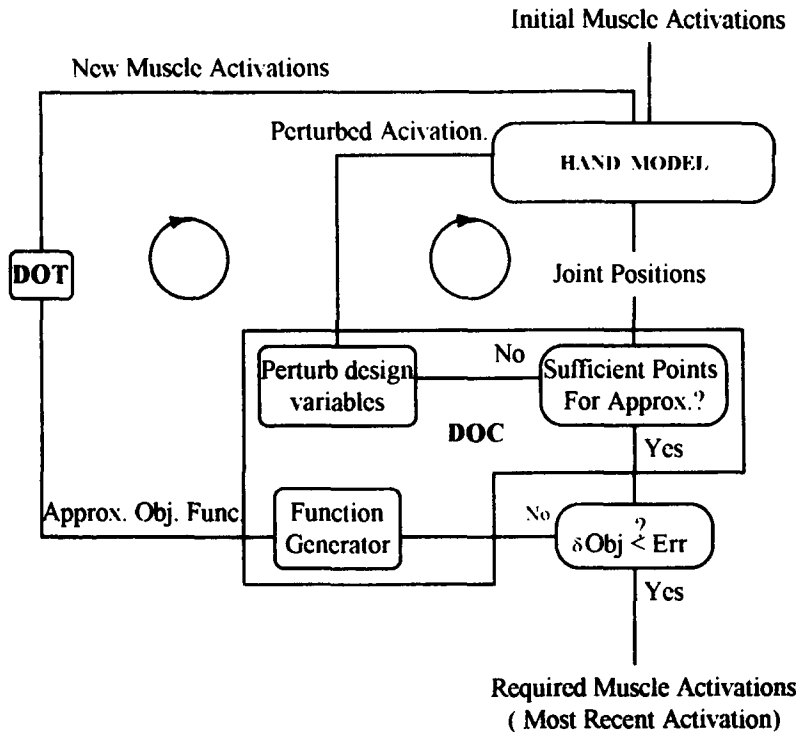 Initial Muscle Activations
New Muscle Activations
Perturbed Acivation.
HAND MODEL
DOT
Joint Positions
No
Perturb design
variables
Sufficient Points
For Approx.?
DOC
Yes
Approx. Obj. Func.
Function
Generator
No
?
δObj < Err
Yes
Required Muscle Activations
( Most Recent Activation)